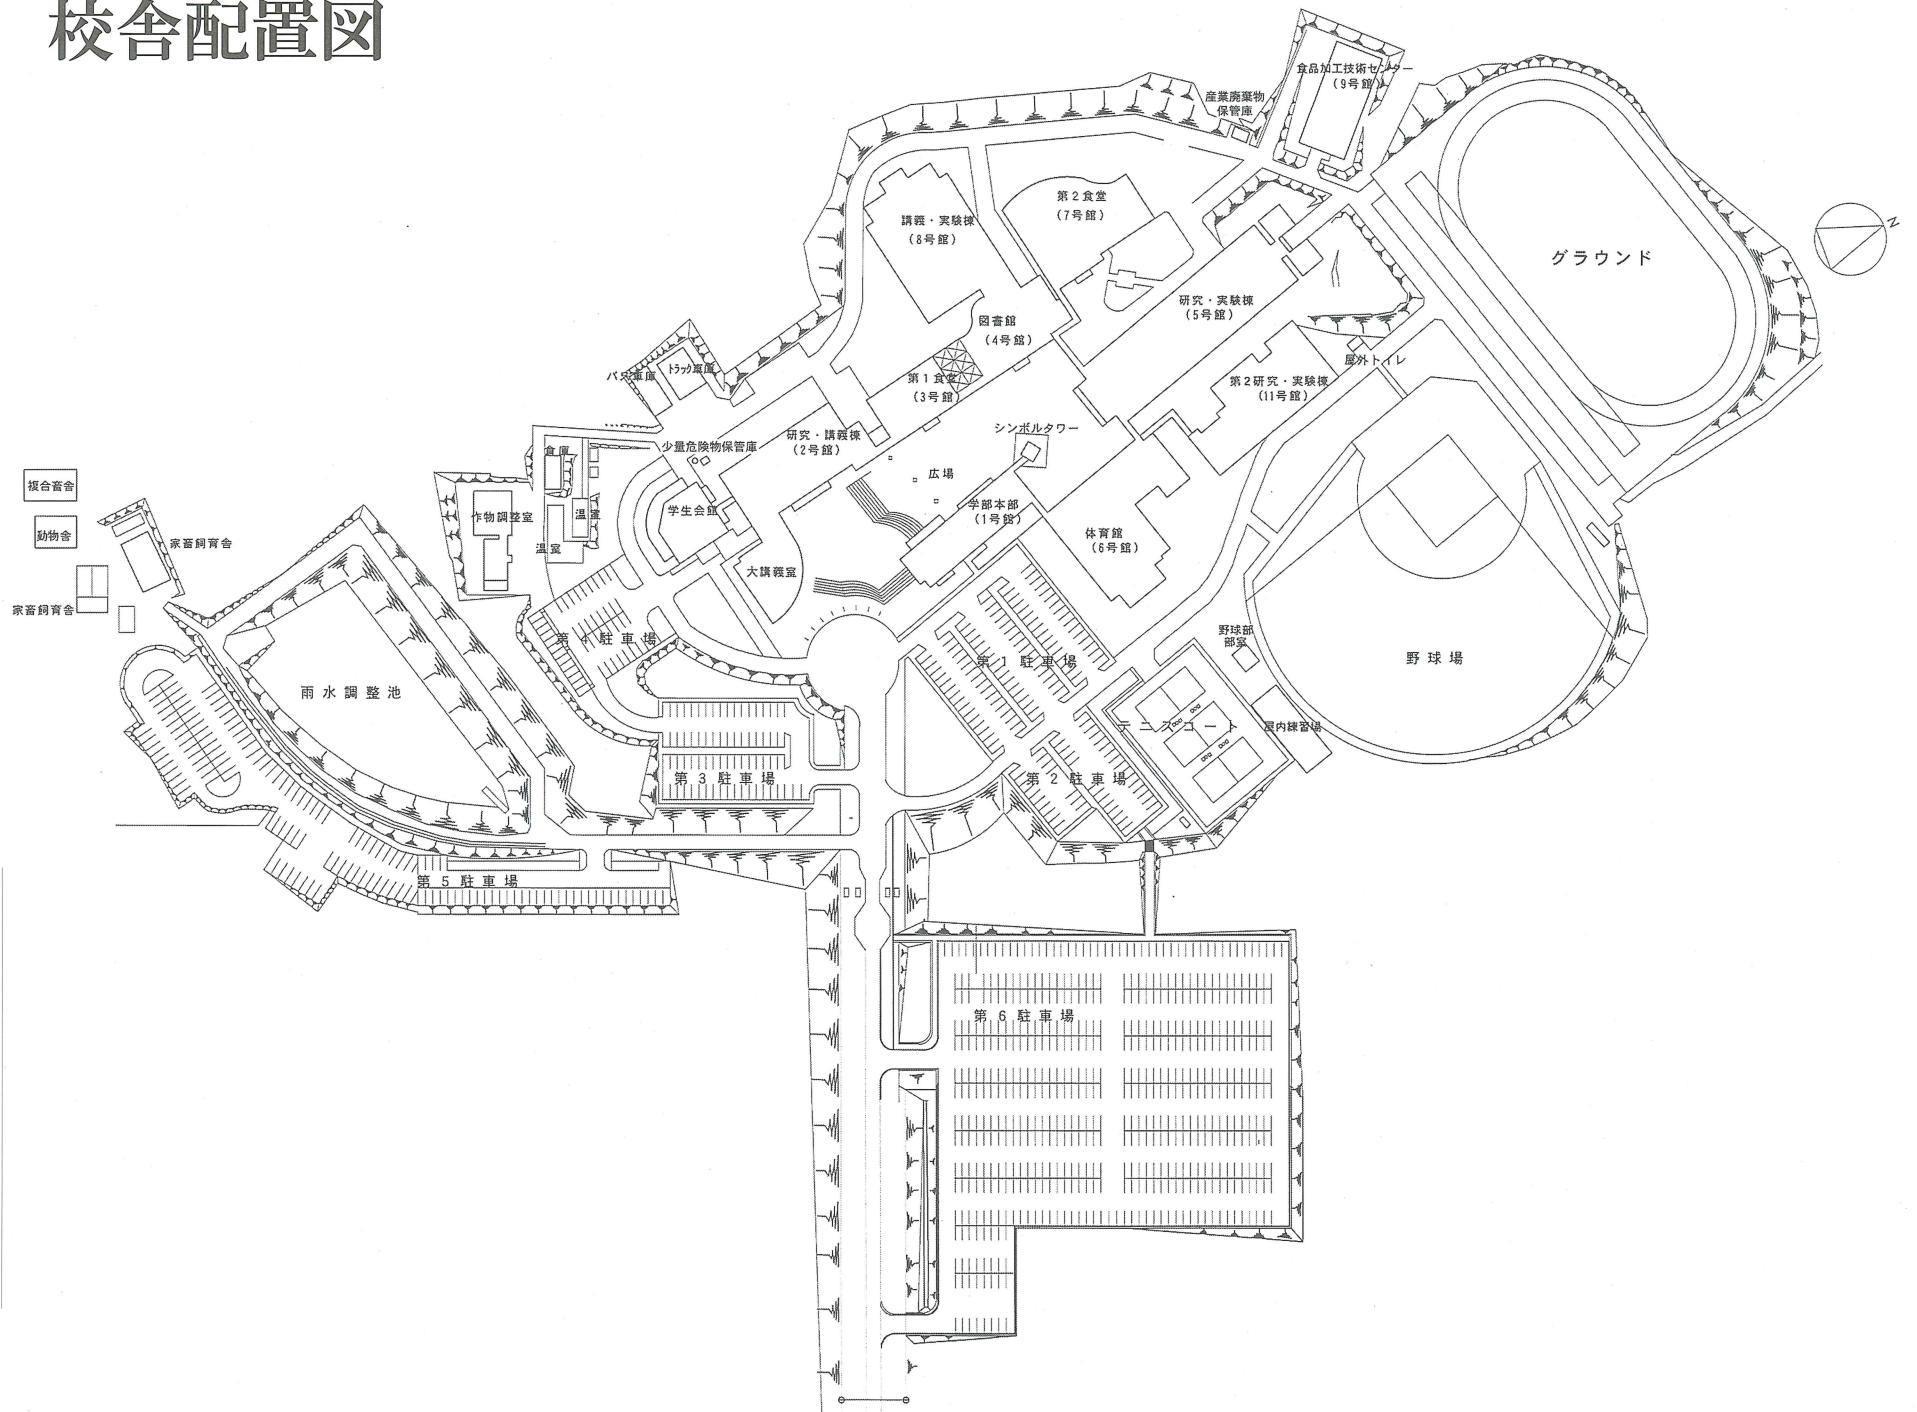 校舎配置図
食品加工技術センター
(9号館)
産業廃棄物
保管庫
第2食堂
(7号館)
講義・実験棟
(8号館)
グラウンド
N
研究・実験棟
(5号館)
図書館
(4号館)
屋外トイレ
バス車庫
トラック車庫
第1食堂
(3号館)
第2研究・実験棟
(11号館)
シンボルタワー
研究・講義棟
(2号館)
少量危険物保管庫
倉庫
広場
複合畜舎
学部本部
(1号館)
学生会館
作物調整室
温室
動物舎
家畜飼育舎
温室
体育館
(6号館)
大講義室
家畜飼育舎
第4駐車場
野球部
部室
第1駐車場
野球場
雨水調整池
テニスコート
屋内練習場
第3駐車場
第2駐車場
第5駐車場
第6駐車場